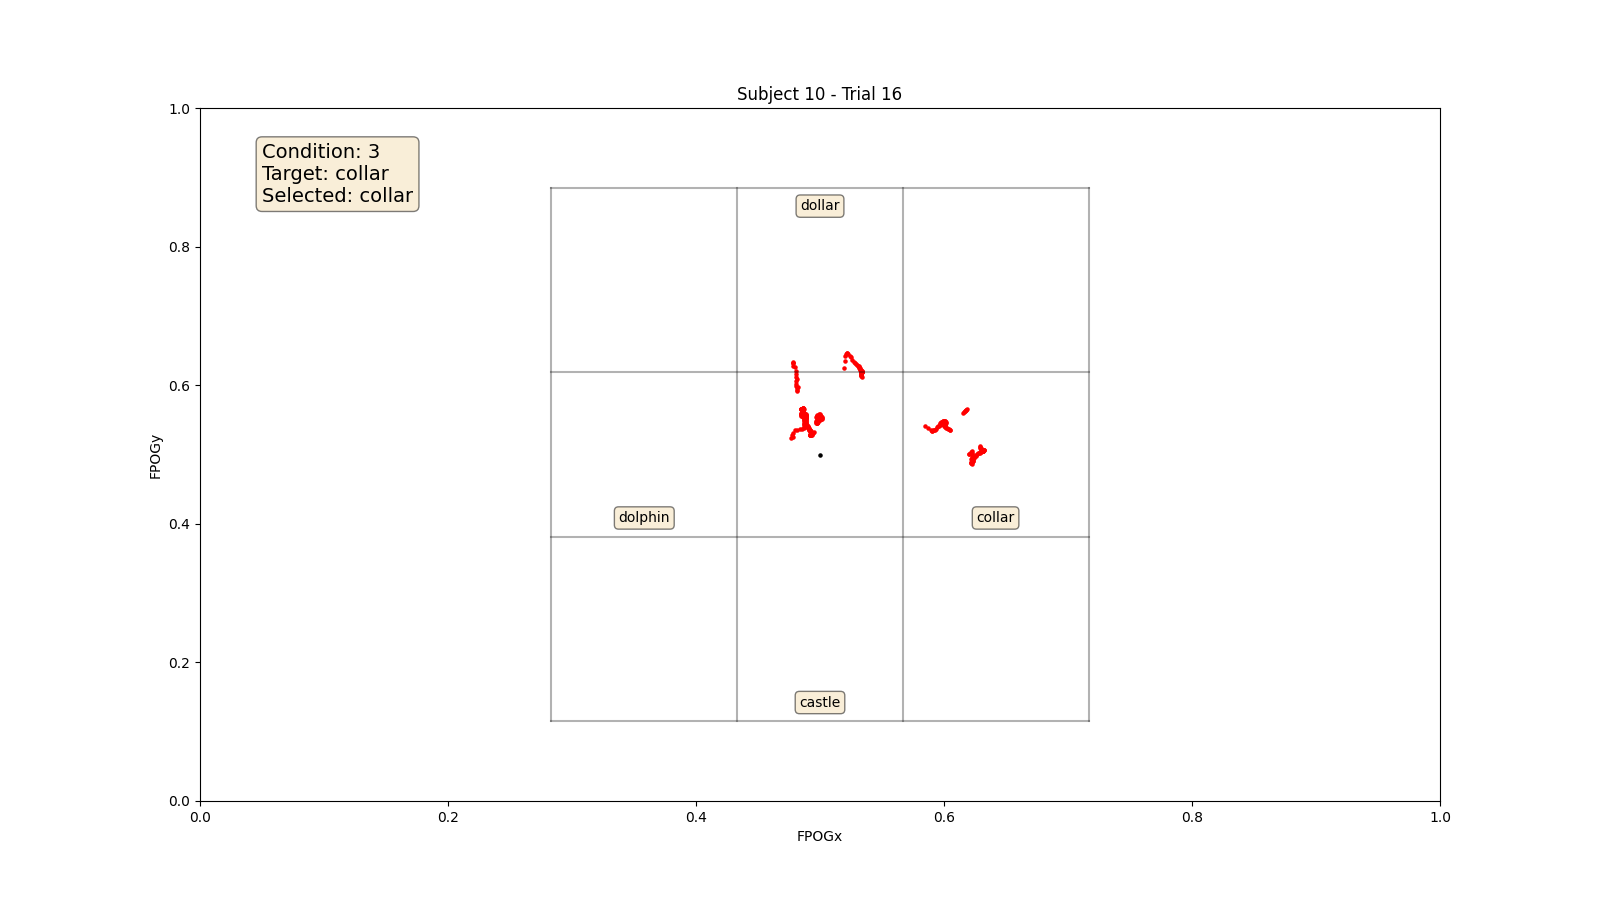 Subject 10 - Trial 16
1.0
Condition: 3
Target: collar
Selected: collar
dollar
0.8
0.6
FPOGy
0.4
dolphin
collar
0.2
castle
0.0
0.0 0.2 0.4 0.6 0.8 1.0
FPOGx